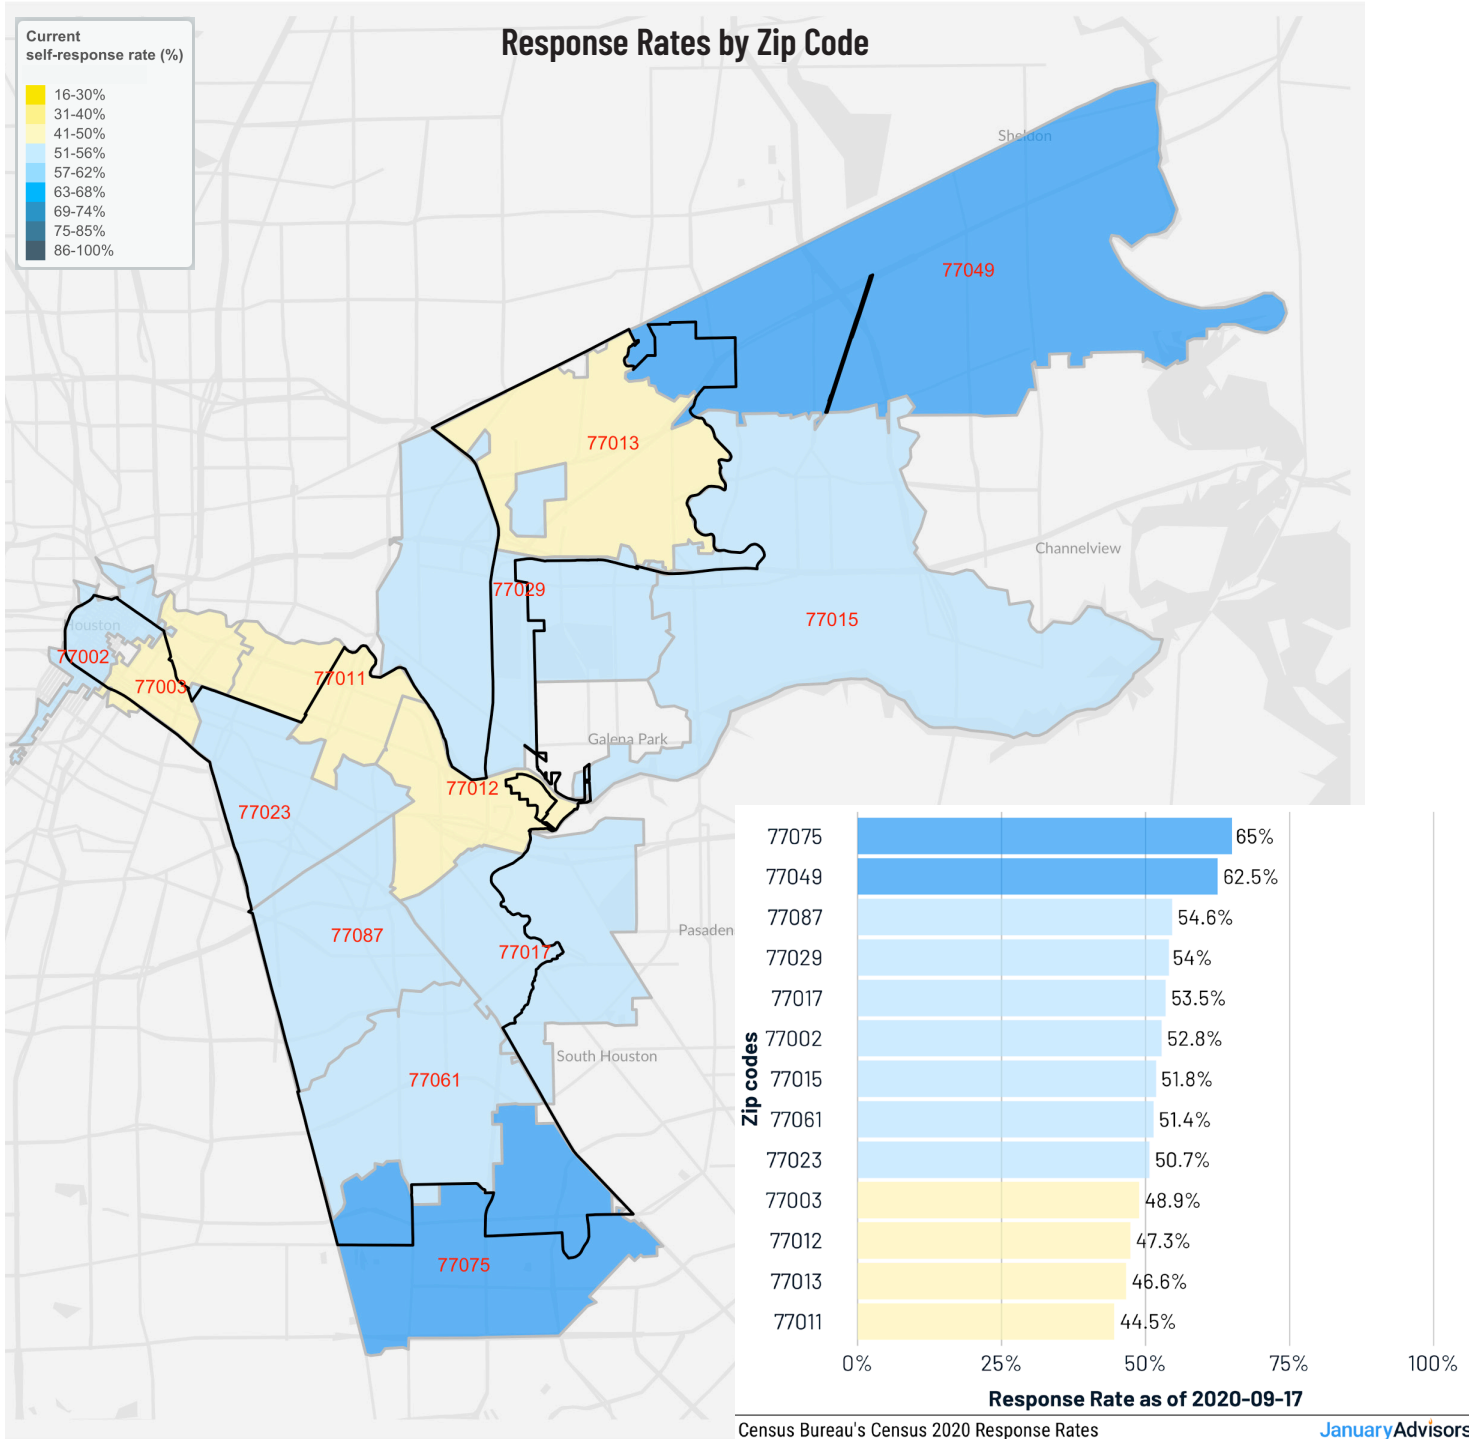 Response Rates by Zip Code
Current
self-response rate (%)
16-30%
31-40%
41-50%
51-56%
57-62%
63-68%
69-74%
75-85%
86-100%
Sheldon
77049
77013
Channelview
77029
77015
Houston
77002
77003
77011
Galena Park
77012
77023
77087
77017
Pasaden
South Houston
77061
77075
Zip codes
77075 65%
77049 62.5%
77087 54.6%
77029 54%
77017 53.5%
77002 52.8%
77015 51.8%
77061 51.4%
77023 50.7%
77003 48.9%
77012 47.3%
77013 46.6%
77011 44.5%
0% 25% 50% 75% 100%
Response Rate as of 2020-09-17
Census Bureau's Census 2020 Response Rates
JanuaryAdvisors